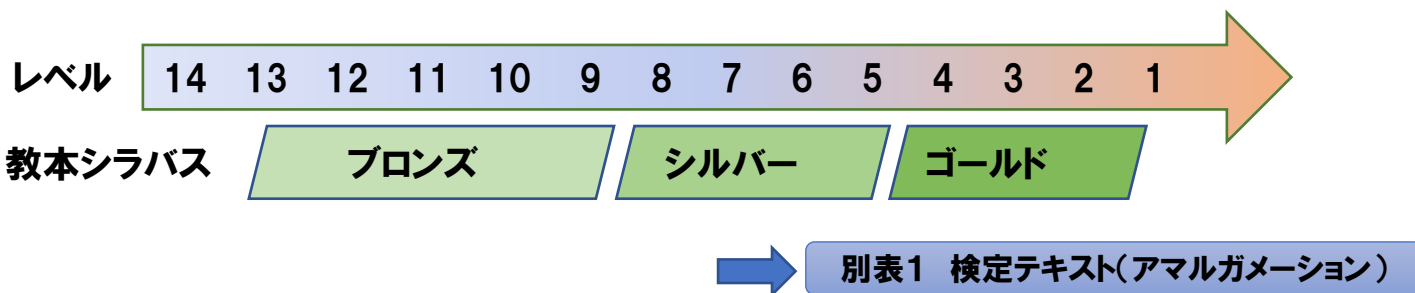 レベル 14 13 12 11 10 9 8 7 6 5 4 3 2 1
教本シラバス ブロンズ シルバー ゴールド
別表1 検定テキスト(アマルガメーション)